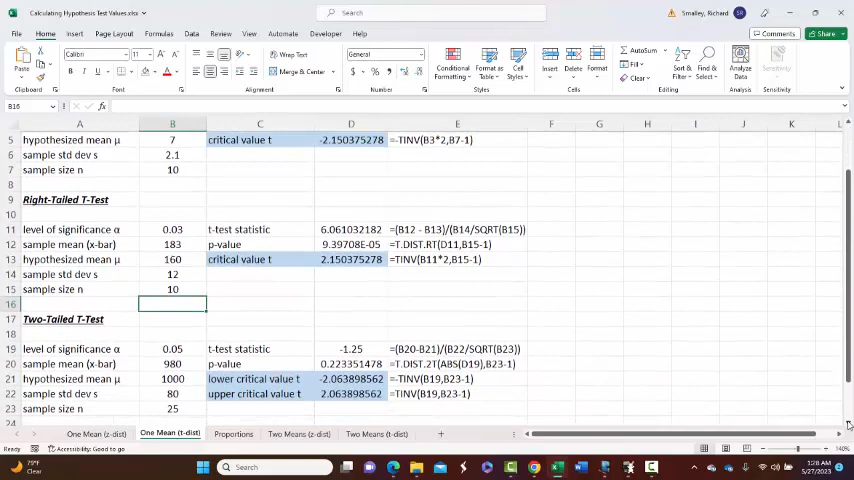 Calculating Hypothesis Test Values.xlsx
Search
Smalley, Richard SR
File Home Insert Page Layout Formulas Data Review View Automate Developer Help Comments Share
Paste Calibri 11 Wrap Text General Conditional Formatting Format as Table Cell Styles Insert Delete Format AutoSum Fill Clear Sort & Filter Find & Select Analyze Data Sensitivity
B I U Merge & Center $ %
Clipboard Font Alignment Number Styles Cells Editing Analysis Sensitivity
B16 fx
A B C D E F G H I J K L
5 hypothesized mean μ 7 critical value t -2.150375278 =-TINV(B3*2,B7-1)
6 sample std dev s 2.1
7 sample size n 10
8
9 Right-Tailed T-Test
10
11 level of significance α 0.03 t-test statistic 6.061032182 =(B12 - B13)/(B14/SQRT(B15))
12 sample mean (x-bar) 183 p-value 9.39708E-05 =T.DIST.RT(D11,B15-1)
13 hypothesized mean μ 160 critical value t 2.150375278 =TINV(B11*2,B15-1)
14 sample std dev s 12
15 sample size n 10
16
17 Two-Tailed T-Test
18
19 level of significance α 0.05 t-test statistic -1.25 =(B20-B21)/(B22/SQRT(B23))
20 sample mean (x-bar) 980 p-value 0.223351478 =T.DIST.2T(ABS(D19),B23-1)
21 hypothesized mean μ 1000 lower critical value t -2.063898562 =-TINV(B19,B23-1)
22 sample std dev s 80 upper critical value t 2.063898562 =TINV(B19,B23-1)
23 sample size n 25
24
One Mean (z-dist) One Mean (t-dist) Proportions Two Means (z-dist) Two Means (t-dist)
Ready Accessibility: Good to go 140%
79°F
Clear
Search
1:28 AM
5/27/2023